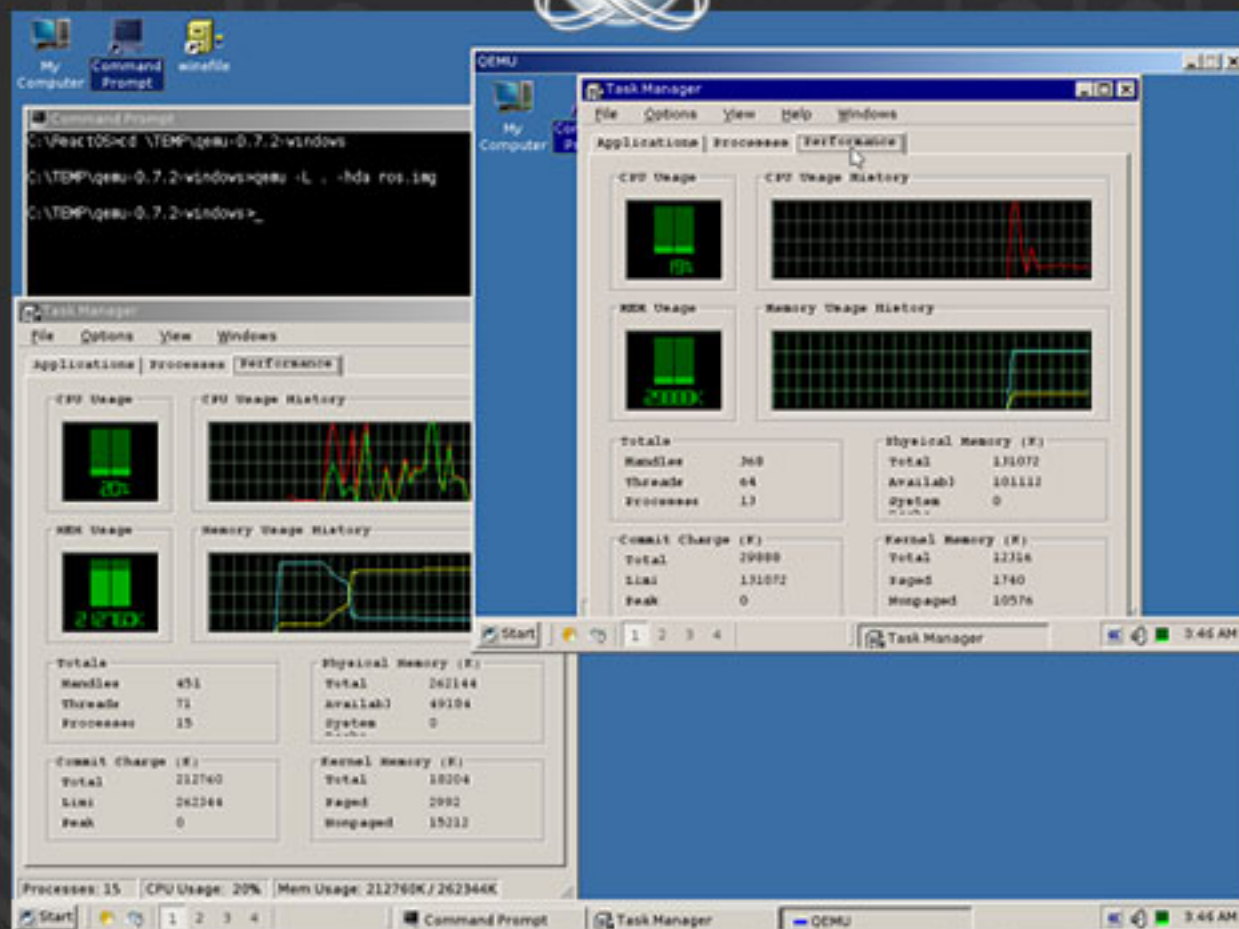 My Computer
Command Prompt
winefile
Command Prompt
C:\ReactOS>cd \TEMP\qemu-0.7.2-windows
C:\TEMP\qemu-0.7.2-windows>qemu -L . -hda ros.img
C:\TEMP\qemu-0.7.2-windows>_
Task Manager
File Options View Windows
Applications Processes Performance
CPU Usage CPU Usage History
20%
MEM Usage Memory Usage History
212760K
Totals
Handles 451
Threads 71
Processes 15
Physical Memory (K)
Total 262144
Availabl 49184
System
0
Commit Charge (K)
Total 212760
Limi 262344
Peak 0
Kernel Memory (K)
Total 18204
Paged 2992
Nonpaged 15212
Processes: 15 CPU Usage: 20% Mem Usage: 212760K / 262344K
QEMU
My Computer
Task Manager
File Options View Help Windows
Applications Processes Performance
CPU Usage CPU Usage History
19%
MEM Usage Memory Usage History
Totals
Handles 368
Threads 64
Processes 13
Physical Memory (K)
Total 131072
Availabl 101112
System
0
Commit Charge (K)
Total
Limi 131072
Peak 0
Kernel Memory (K)
Total 12316
Paged 1740
Nonpaged 10576
Start 1 2 3 4 Task Manager 3:46 AM
Start 1 2 3 4 Command Prompt Task Manager QEMU 3:46 AM